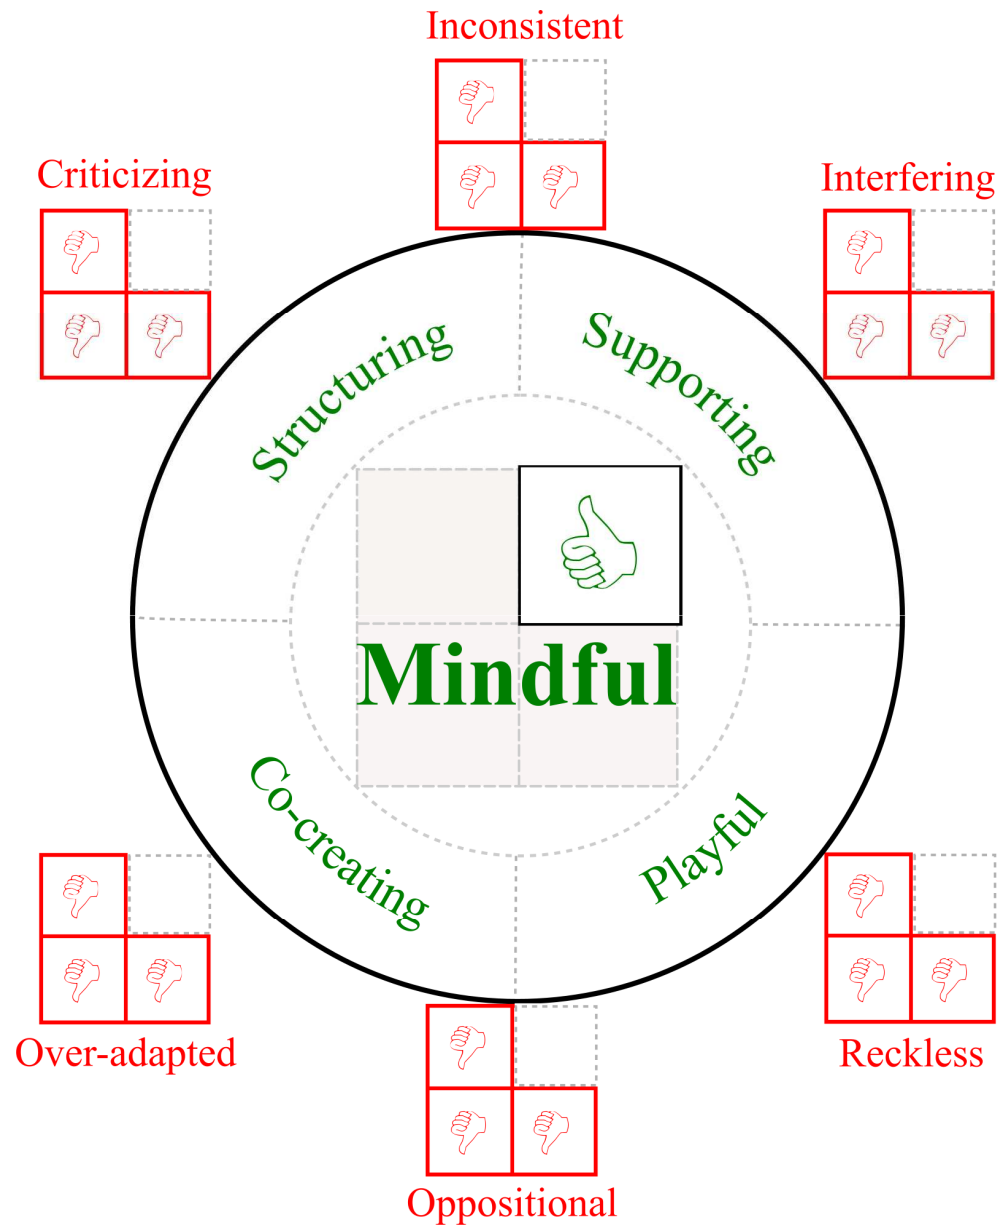 Inconsistent
Criticizing
Interfering
Structuring
Supporting
Mindful
Co-creating
Playful
Over-adapted
Reckless
Oppositional